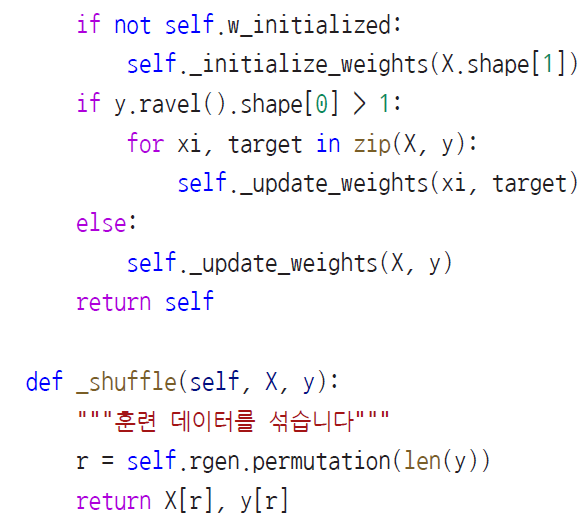 if not self.w_initialized:
    self._initialize_weights(X.shape[1])
if y.ravel().shape[0] > 1:
    for xi, target in zip(X, y):
        self._update_weights(xi, target)
else:
    self._update_weights(X, y)
return self
def _shuffle(self, X, y):
    """훈련 데이터를 섞습니다"""
    r = self.rgen.permutation(len(y))
    return X[r], y[r]